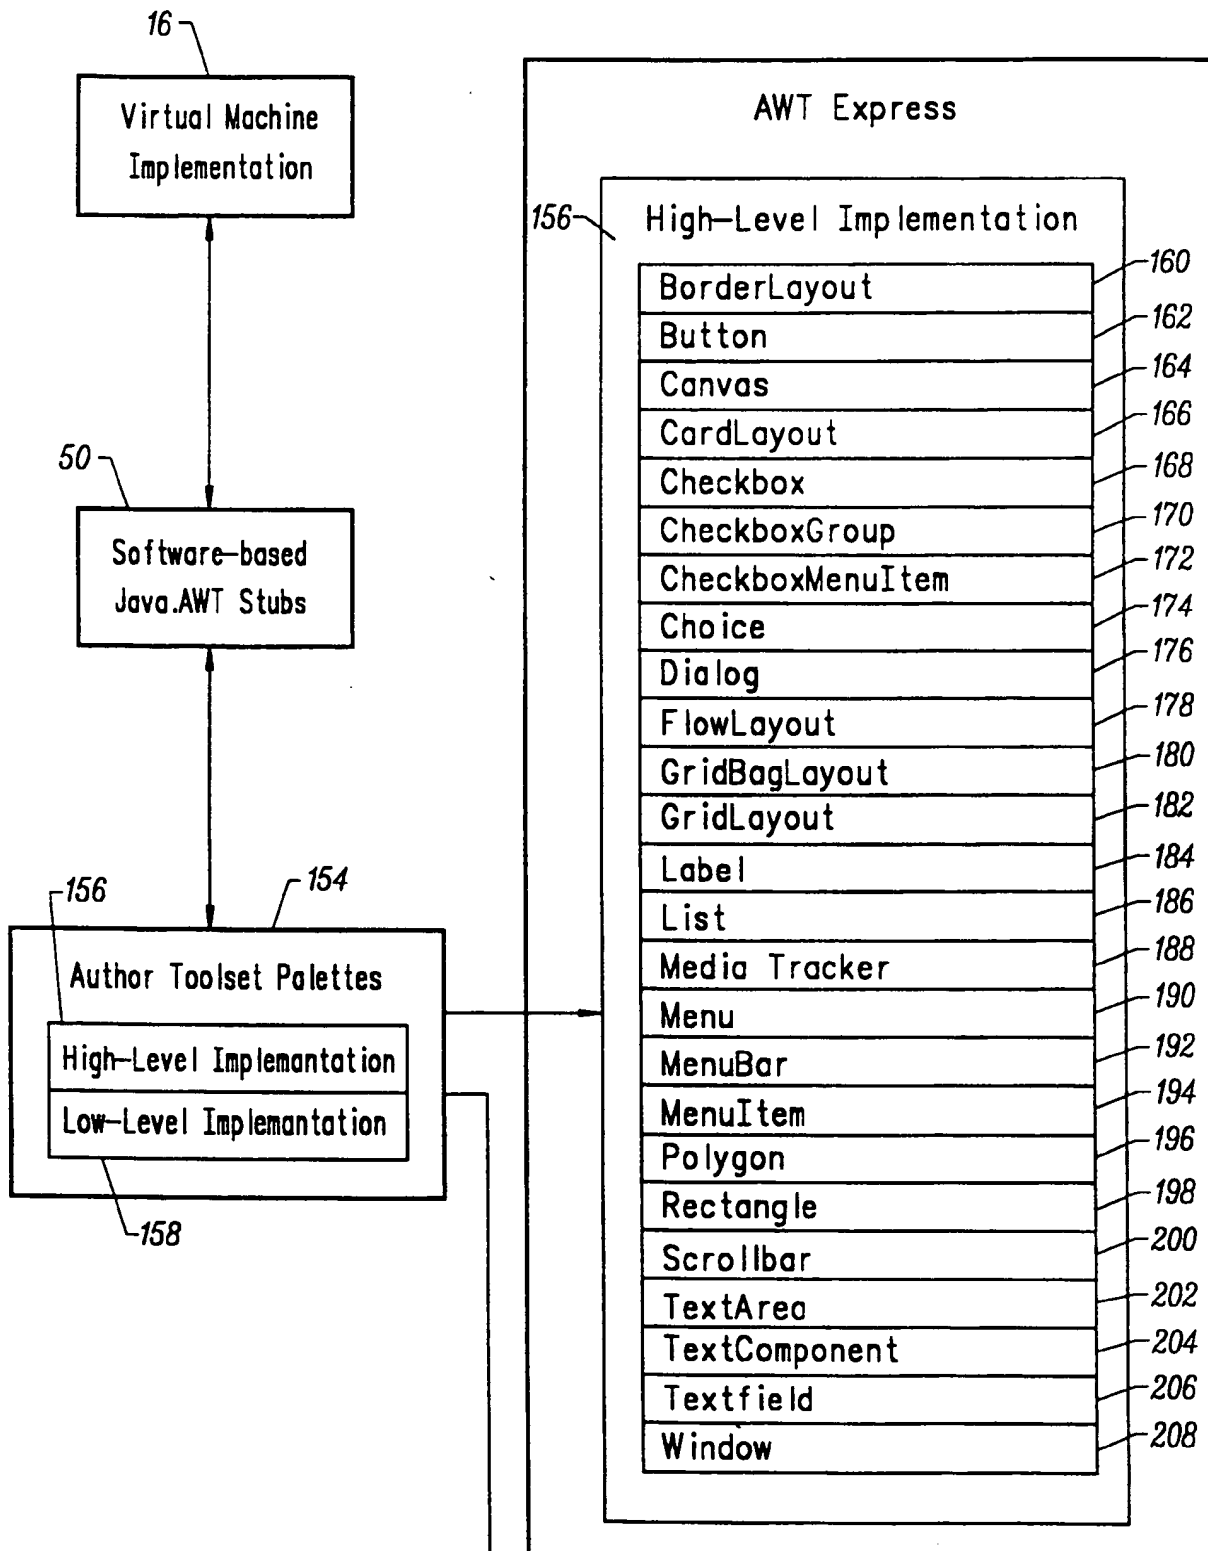 16
Virtual Machine
Implementation
50
Software-based
Java.AWT Stubs
154
Author Toolset Palettes
156
High-Level Implemantation
Low-Level Implemantation
158
AWT Express
156
High-Level Implementation
BorderLayout 160
Button 162
Canvas 164
CardLayout 166
Checkbox 168
CheckboxGroup 170
CheckboxMenuItem 172
Choice 174
Dialog 176
FlowLayout 178
GridBagLayout 180
GridLayout 182
Label 184
List 186
Media Tracker 188
Menu 190
MenuBar 192
MenuItem 194
Polygon 196
Rectangle 198
Scrollbar 200
TextArea 202
TextComponent 204
Textfield 206
Window 208